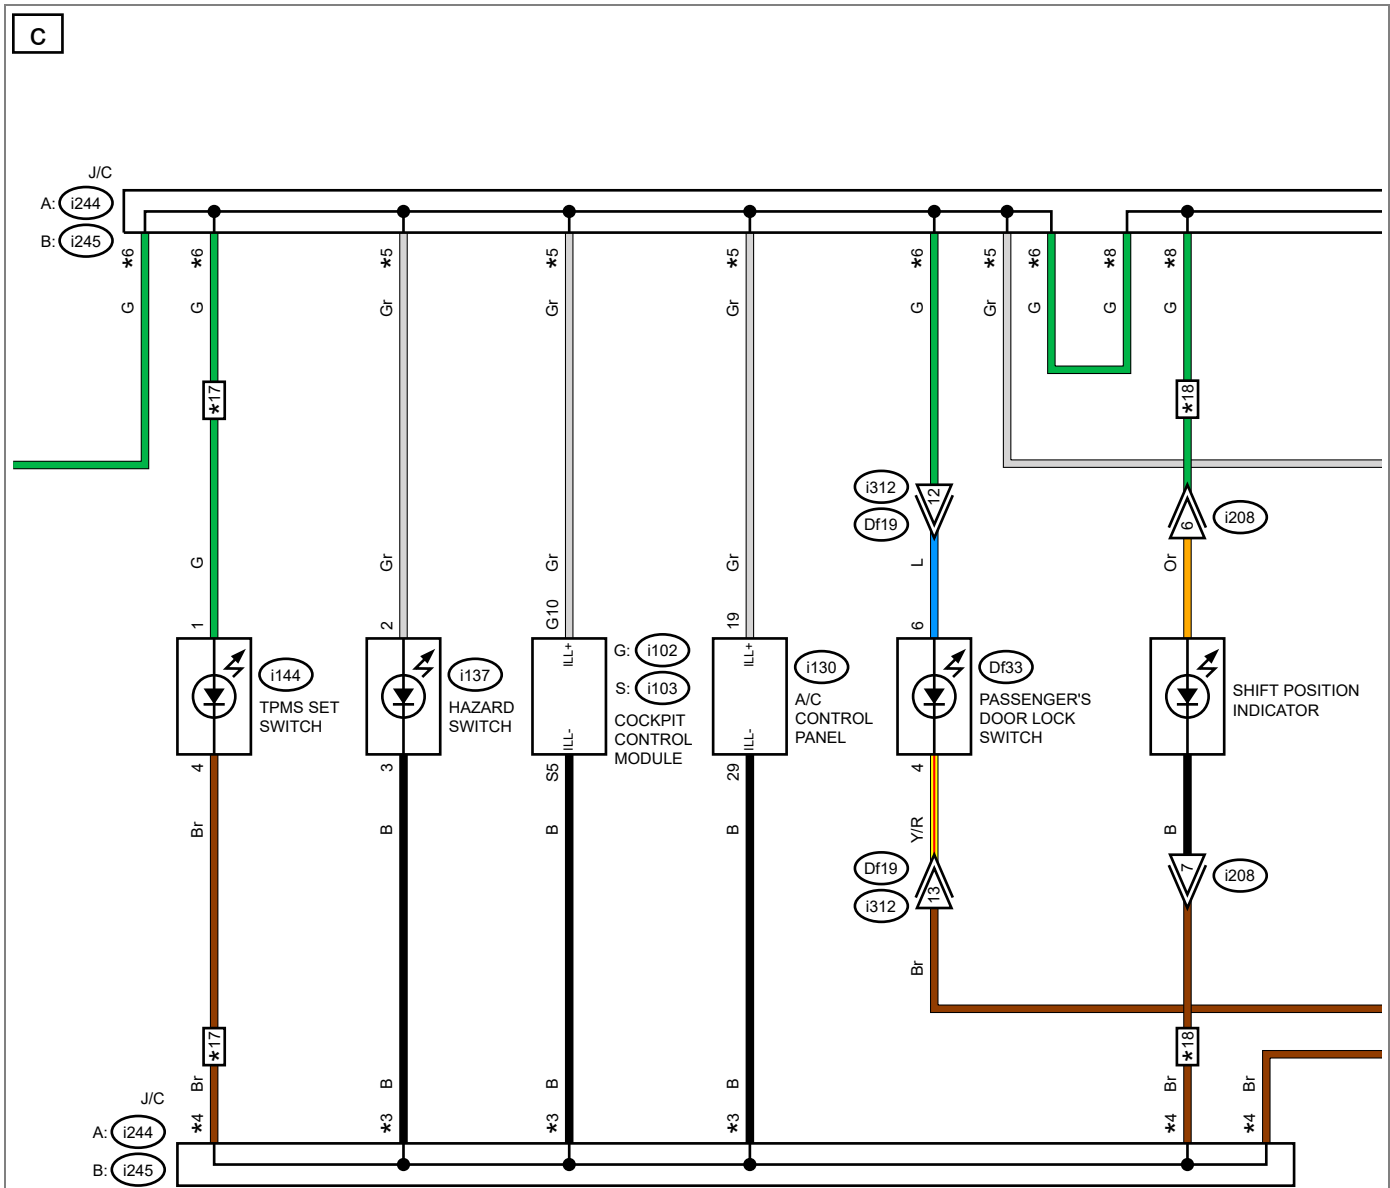 C
J/C
A: i244
B: i245
*6 *6 *5 *5 *5 *6 *5 *6 *8 *8
G G Gr Gr Gr G Gr G G G
*17 *18
i312 12
Df19
6 i208
G Gr Gr Gr L Or
1 2 G10 19 6
i144
TPMS SET
SWITCH
i137
HAZARD
SWITCH
ILL+
ILL-
G: i102
S: i103
COCKPIT
CONTROL
MODULE
ILL+
ILL-
i130
A/C
CONTROL
PANEL
Df33
PASSENGER'S
DOOR LOCK
SWITCH
SHIFT POSITION
INDICATOR
4 3 S5 29 4
Br B B B Y/R B
Df19
i312 13
7 i208
Br
*17 *18
Br B B B Br Br
*4 *3 *3 *3 *4 *4
J/C
A: i244
B: i245